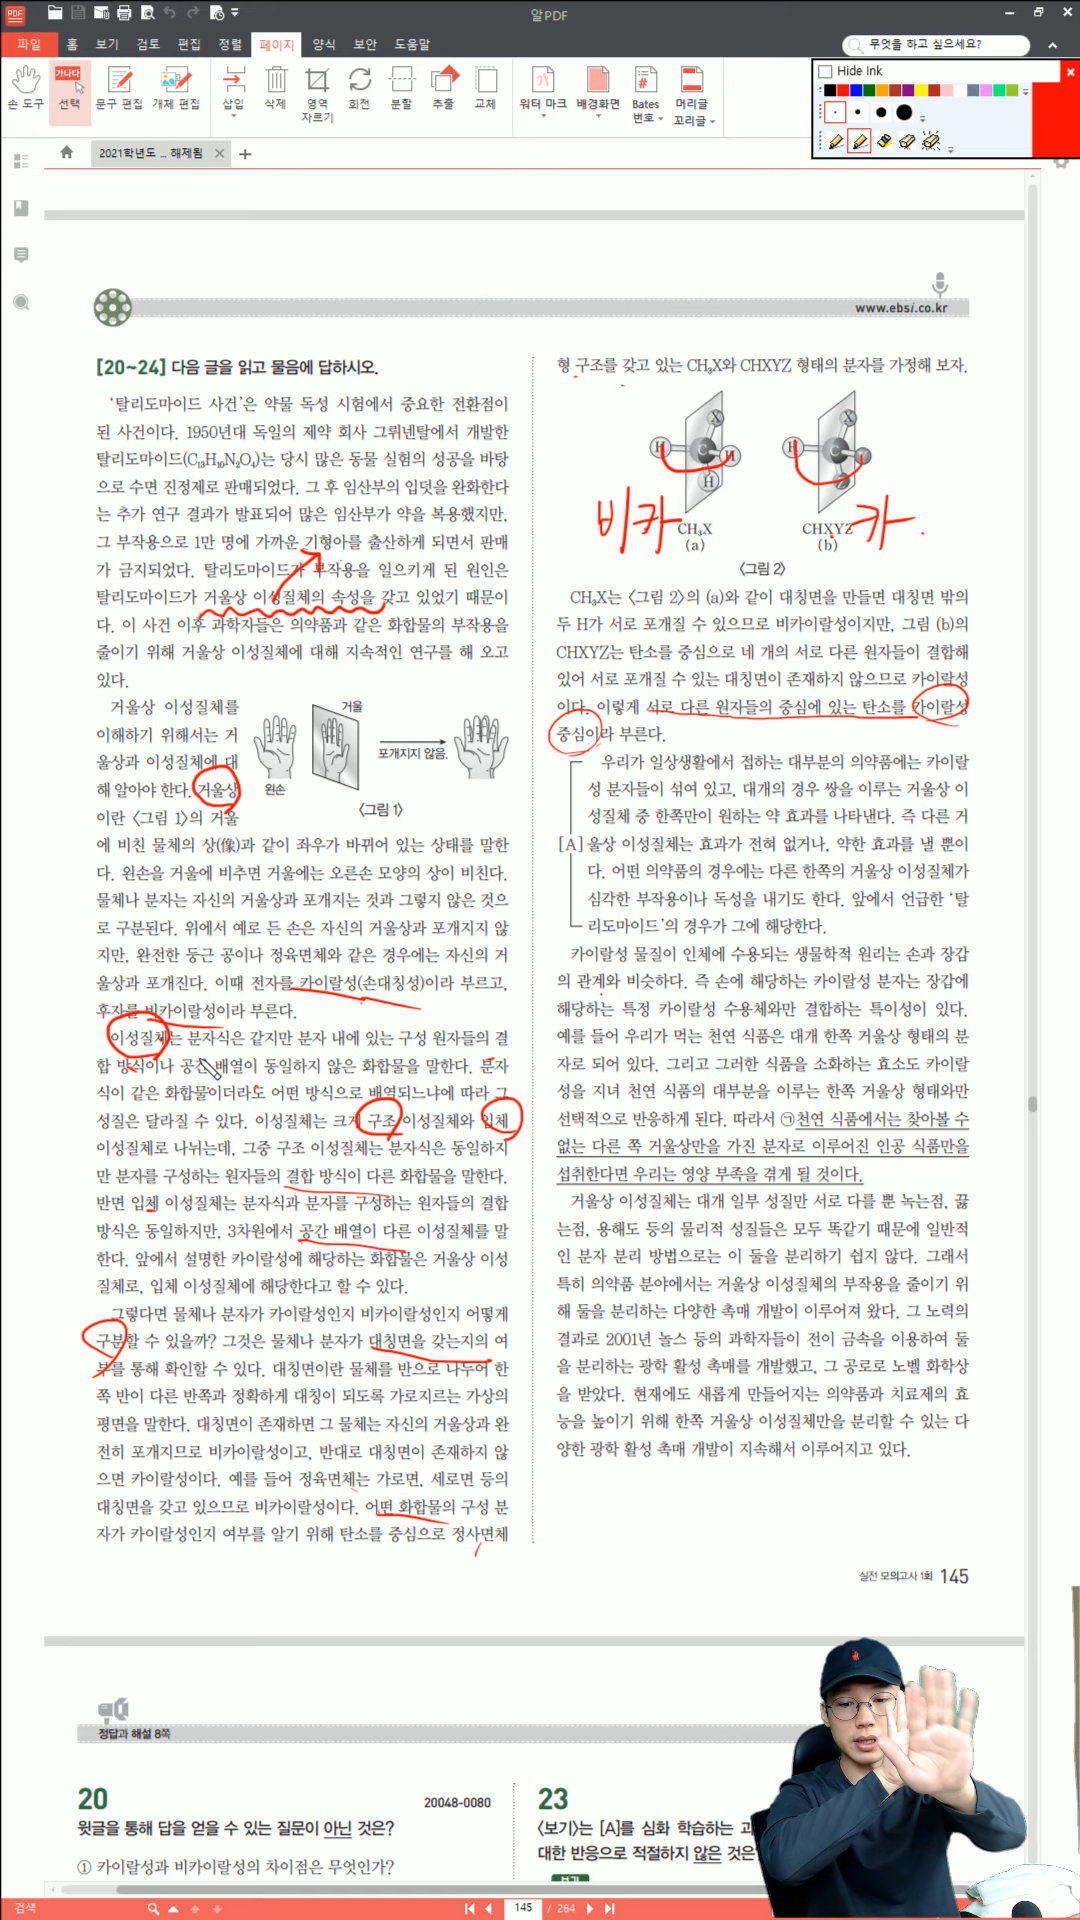 알PDF
파일 홈 보기 검토 편집 정렬 페이지 양식 보안 도움말
무엇을 하고 싶으세요?
손 도구 선택 문구 편집 개체 편집 삽입 삭제 영역 자르기 회전 분할 추출 교체 워터 마크 배경화면 Bates 번호 머리글 꼬리글
가나다
Hide Ink
2021학년도 ... 해제됨
www.ebsi.co.kr
[20~24] 다음 글을 읽고 물음에 답하시오.
'탈리도마이드 사건'은 약물 독성 시험에서 중요한 전환점이
된 사건이다. 1950년대 독일의 제약 회사 그뤼넨탈에서 개발한
탈리도마이드(C₁₃H₁₀N₂O₄)는 당시 많은 동물 실험의 성공을 바탕
으로 수면 진정제로 판매되었다. 그 후 임산부의 입덧을 완화한다
는 추가 연구 결과가 발표되어 많은 임산부가 약을 복용했지만,
그 부작용으로 1만 명에 가까운 기형아를 출산하게 되면서 판매
가 금지되었다. 탈리도마이드가 부작용을 일으키게 된 원인은
탈리도마이드가 거울상 이성질체의 속성을 갖고 있었기 때문이
다. 이 사건 이후 과학자들은 의약품과 같은 화합물의 부작용을
줄이기 위해 거울상 이성질체에 대해 지속적인 연구를 해 오고
있다.
거울상 이성질체를
이해하기 위해서는 거
울상과 이성질체에 대
해 알아야 한다. 거울상
이란 〈그림 1〉의 거울
거울
왼손
포개지지 않음.
〈그림 1〉
에 비친 물체의 상(像)과 같이 좌우가 바뀌어 있는 상태를 말한
다. 왼손을 거울에 비추면 거울에는 오른손 모양의 상이 비친다.
물체나 분자는 자신의 거울상과 포개지는 것과 그렇지 않은 것으
로 구분된다. 위에서 예로 든 손은 자신의 거울상과 포개지지 않
지만, 완전한 둥근 공이나 정육면체와 같은 경우에는 자신의 거
울상과 포개진다. 이때 전자를 카이랄성(손대칭성)이라 부르고,
후자를 비카이랄성이라 부른다.
이성질체는 분자식은 같지만 분자 내에 있는 구성 원자들의 결
합 방식이나 공간 배열이 동일하지 않은 화합물을 말한다. 분자
식이 같은 화합물이더라도 어떤 방식으로 배열되느냐에 따라 그
성질은 달라질 수 있다. 이성질체는 크게 구조 이성질체와 입체
이성질체로 나뉘는데, 그중 구조 이성질체는 분자식은 동일하지
만 분자를 구성하는 원자들의 결합 방식이 다른 화합물을 말한다.
반면 입체 이성질체는 분자식과 분자를 구성하는 원자들의 결합
방식은 동일하지만, 3차원에서 공간 배열이 다른 이성질체를 말
한다. 앞에서 설명한 카이랄성에 해당하는 화합물은 거울상 이성
질체로, 입체 이성질체에 해당한다고 할 수 있다.
그렇다면 물체나 분자가 카이랄성인지 비카이랄성인지 어떻게
구분할 수 있을까? 그것은 물체나 분자가 대칭면을 갖는지의 여
부를 통해 확인할 수 있다. 대칭면이란 물체를 반으로 나누어 한
쪽 반이 다른 반쪽과 정확하게 대칭이 되도록 가로지르는 가상의
평면을 말한다. 대칭면이 존재하면 그 물체는 자신의 거울상과 완
전히 포개지므로 비카이랄성이고, 반대로 대칭면이 존재하지 않
으면 카이랄성이다. 예를 들어 정육면체는 가로면, 세로면 등의
대칭면을 갖고 있으므로 비카이랄성이다. 어떤 화합물의 구성 분
자가 카이랄성인지 여부를 알기 위해 탄소를 중심으로 정사면체
형 구조를 갖고 있는 CH₃X와 CHXYZ 형태의 분자를 가정해 보자.
X X
H C H H C
H Z
비카 카
CH₃X CHXYZ
(a) (b)
〈그림 2〉
CH₃X는 〈그림 2〉의 (a)와 같이 대칭면을 만들면 대칭면 밖의
두 H가 서로 포개질 수 있으므로 비카이랄성이지만, 그림 (b)의
CHXYZ는 탄소를 중심으로 네 개의 서로 다른 원자들이 결합해
있어 서로 포개질 수 있는 대칭면이 존재하지 않으므로 카이랄성
이다. 이렇게 서로 다른 원자들의 중심에 있는 탄소를 카이랄성
중심이라 부른다.
우리가 일상생활에서 접하는 대부분의 의약품에는 카이랄
성 분자들이 섞여 있고, 대개의 경우 쌍을 이루는 거울상 이
성질체 중 한쪽만이 원하는 약 효과를 나타낸다. 즉 다른 거
[A] 울상 이성질체는 효과가 전혀 없거나, 약한 효과를 낼 뿐이
다. 어떤 의약품의 경우에는 다른 한쪽의 거울상 이성질체가
심각한 부작용이나 독성을 내기도 한다. 앞에서 언급한 '탈
리도마이드'의 경우가 그에 해당한다.
카이랄성 물질이 인체에 수용되는 생물학적 원리는 손과 장갑
의 관계와 비슷하다. 즉 손에 해당하는 카이랄성 분자는 장갑에
해당하는 특정 카이랄성 수용체와만 결합하는 특이성이 있다.
예를 들어 우리가 먹는 천연 식품은 대개 한쪽 거울상 형태의 분
자로 되어 있다. 그리고 그러한 식품을 소화하는 효소도 카이랄
성을 지녀 천연 식품의 대부분을 이루는 한쪽 거울상 형태와만
선택적으로 반응하게 된다. 따라서 ㉠천연 식품에서는 찾아볼 수
없는 다른 쪽 거울상만을 가진 분자로 이루어진 인공 식품만을
섭취한다면 우리는 영양 부족을 겪게 될 것이다.
거울상 이성질체는 대개 일부 성질만 서로 다를 뿐 녹는점, 끓
는점, 용해도 등의 물리적 성질들은 모두 똑같기 때문에 일반적
인 분자 분리 방법으로는 이 둘을 분리하기 쉽지 않다. 그래서
특히 의약품 분야에서는 거울상 이성질체의 부작용을 줄이기 위
해 둘을 분리하는 다양한 촉매 개발이 이루어져 왔다. 그 노력의
결과로 2001년 놀스 등의 과학자들이 전이 금속을 이용하여 둘
을 분리하는 광학 활성 촉매를 개발했고, 그 공로로 노벨 화학상
을 받았다. 현재에도 새롭게 만들어지는 의약품과 치료제의 효
능을 높이기 위해 한쪽 거울상 이성질체만을 분리할 수 있는 다
양한 광학 활성 촉매 개발이 지속해서 이루어지고 있다.
실전 모의고사 1회 145
정답과 해설 8쪽
20 20048-0080
윗글을 통해 답을 얻을 수 있는 질문이 아닌 것은?
① 카이랄성과 비카이랄성의 차이점은 무엇인가?
23
〈보기〉는 [A]를 심화 학습하는 과
대한 반응으로 적절하지 않은 것은
검색
145 / 264